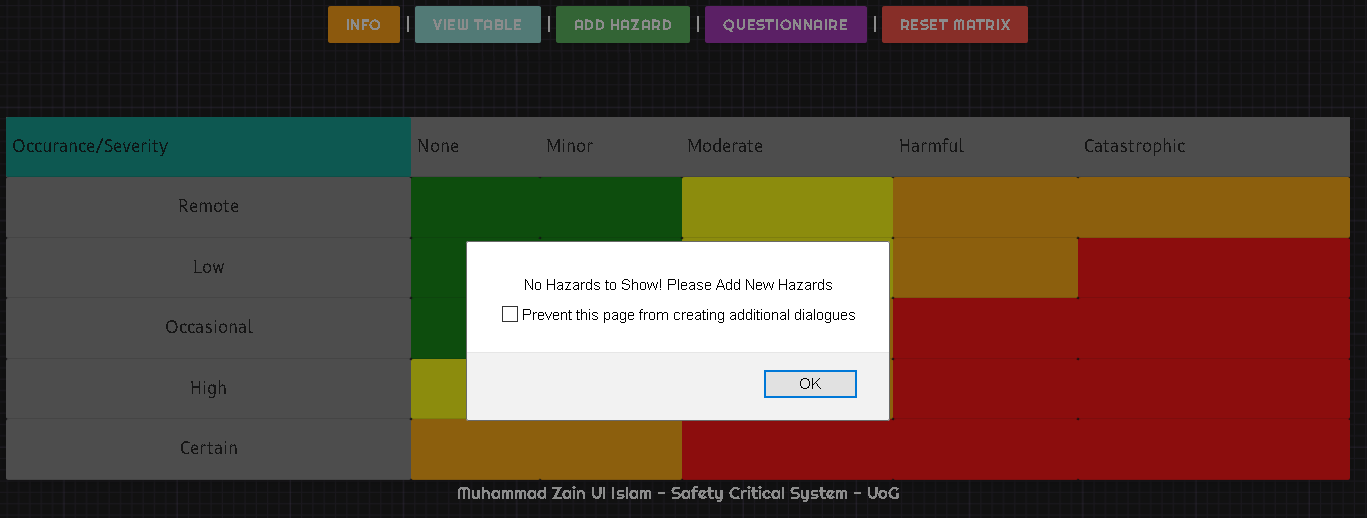 INFO | VIEW TABLE | ADD HAZARD | QUESTIONNAIRE | RESET MATRIX
Occurance/Severity None Minor Moderate Harmful Catastrophic
Remote
Low
No Hazards to Show! Please Add New Hazards
Prevent this page from creating additional dialogues
Occasional
OK
High
Certain
Muhammad Zain Ul Islam - Safety Critical System - UoG